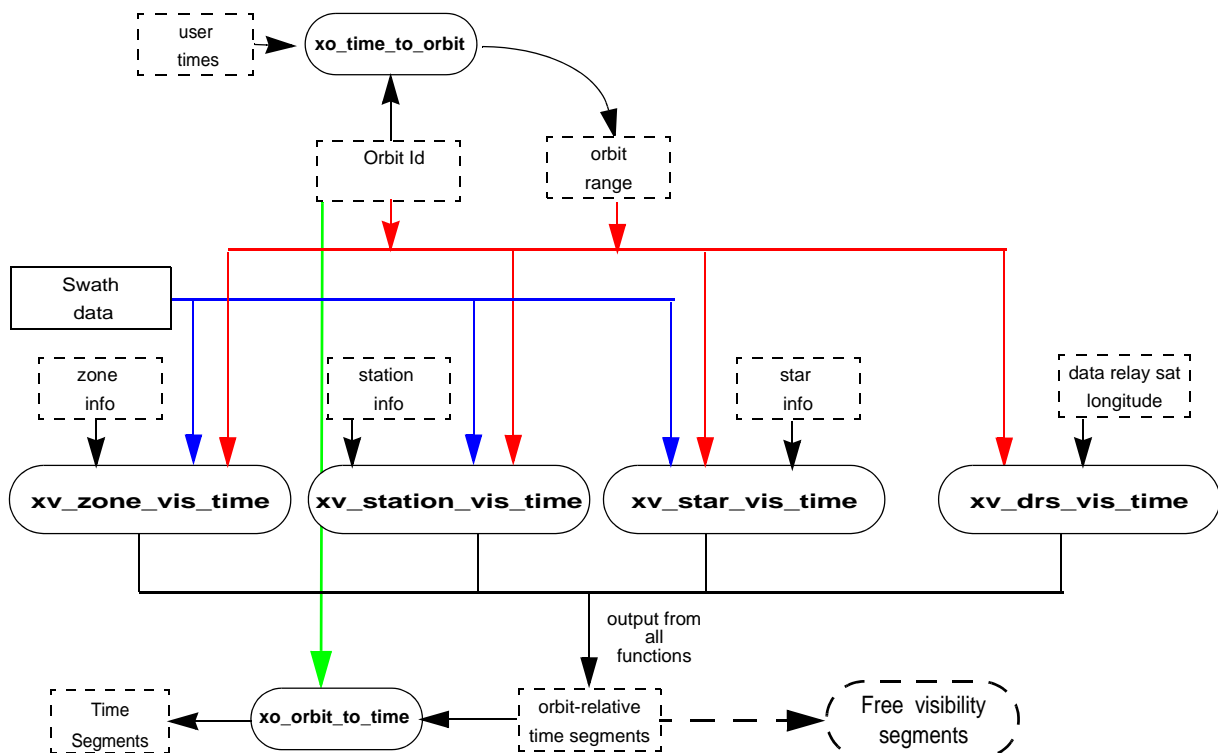 user
times
xo_time_to_orbit
Orbit Id
orbit
range
Swath
data
zone
info
station
info
star
info
data relay sat
longitude
xv_zone_vis_time
xv_station_vis_time
xv_star_vis_time
xv_drs_vis_time
output from
all
functions
Time
Segments
xo_orbit_to_time
orbit-relative
time segments
Free visibility
segments